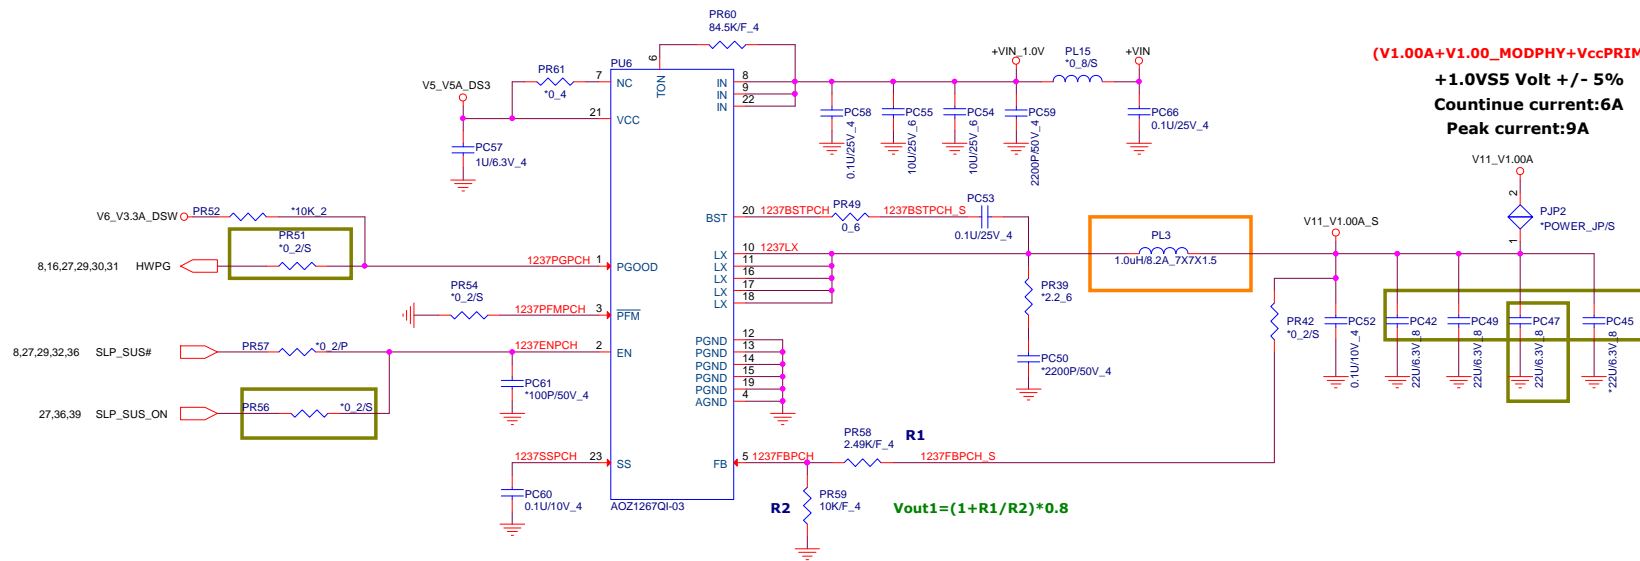 PR60
84.5K/F_4
+VIN_1.0V
PL15
*0_8/S
+VIN
(V1.00A+V1.00_MODPHY+VccPRIM
+1.0VS5 Volt +/- 5%
Countinue current:6A
Peak current:9A
V5_V5A_DS3
PR61
*0_4
PU6
6
TON
7
NC
21
VCC
8
IN
9
IN
22
IN
PC57
1U/6.3V_4
PC58
0.1U/25V_4
PC55
10U/25V_6
PC54
10U/25V_6
PC59
2200P/50V_4
PC66
0.1U/25V_4
V11_V1.00A
2
PJP2
*POWER_JP/S
1
V6_V3.3A_DSW
PR52
*10K_2
PR51
*0_2/S
8,16,27,29,30,31
HWPG
1237PGPCH
1
PGOOD
BST
20
1237BSTPCH
PR49
0_6
1237BSTPCH_S
PC53
0.1U/25V_4
LX
10
1237LX
LX
11
LX
16
LX
17
LX
18
PL3
1.0uH/8.2A_7X7X1.5
V11_V1.00A_S
PR54
*0_2/S
1237PFMPCH
3
PFM
PR39
*2.2_6
PC50
*2200P/50V_4
PR42
*0_2/S
PC52
0.1U/10V_4
PC42
22U/6.3V_8
PC49
22U/6.3V_8
PC47
22U/6.3V_8
PC45
*22U/6.3V_8
8,27,29,32,36
SLP_SUS#
PR57
*0_2/P
1237ENPCH
2
EN
PC61
*100P/50V_4
27,36,39
SLP_SUS_ON
PR56
*0_2/S
PGND
12
PGND
13
PGND
14
PGND
15
PGND
19
AGND
4
1237SSPCH
23
SS
PC60
0.1U/10V_4
FB
5
1237FBPCH
PR58
2.49K/F_4
R1
1237FBPCH_S
R2
PR59
10K/F_4
Vout1=(1+R1/R2)*0.8
AOZ1267QI-03